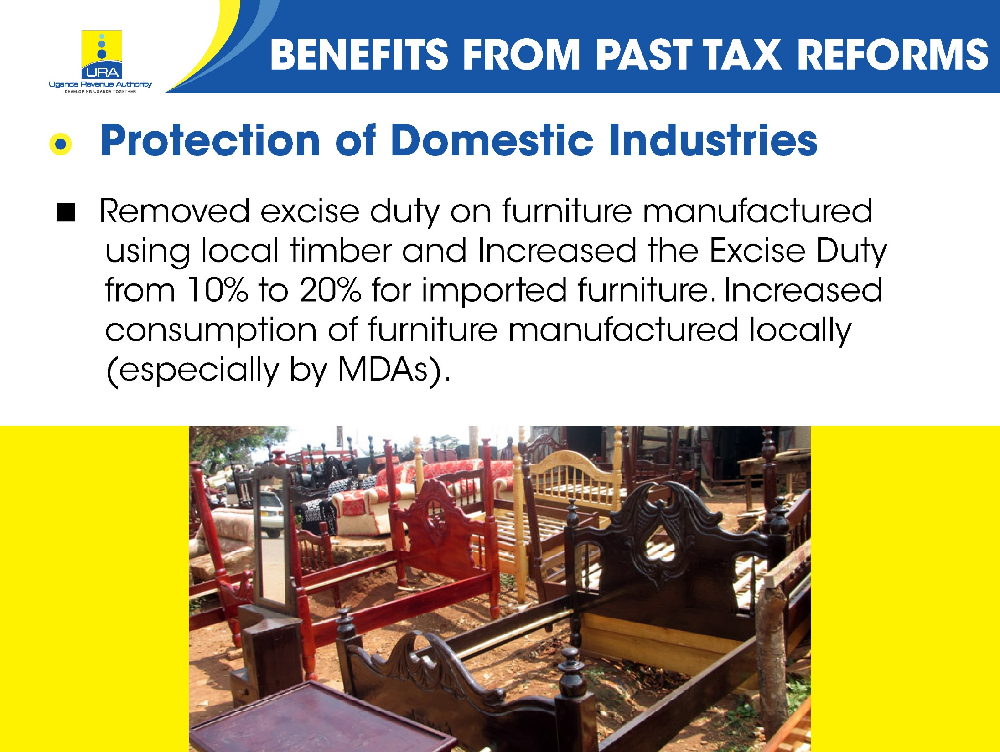 URA
Uganda Revenue Authority
DEVELOPING UGANDA TOGETHER
BENEFITS FROM PAST TAX REFORMS
Protection of Domestic Industries
Removed excise duty on furniture manufactured
using local timber and Increased the Excise Duty
from 10% to 20% for imported furniture. Increased
consumption of furniture manufactured locally
(especially by MDAs).